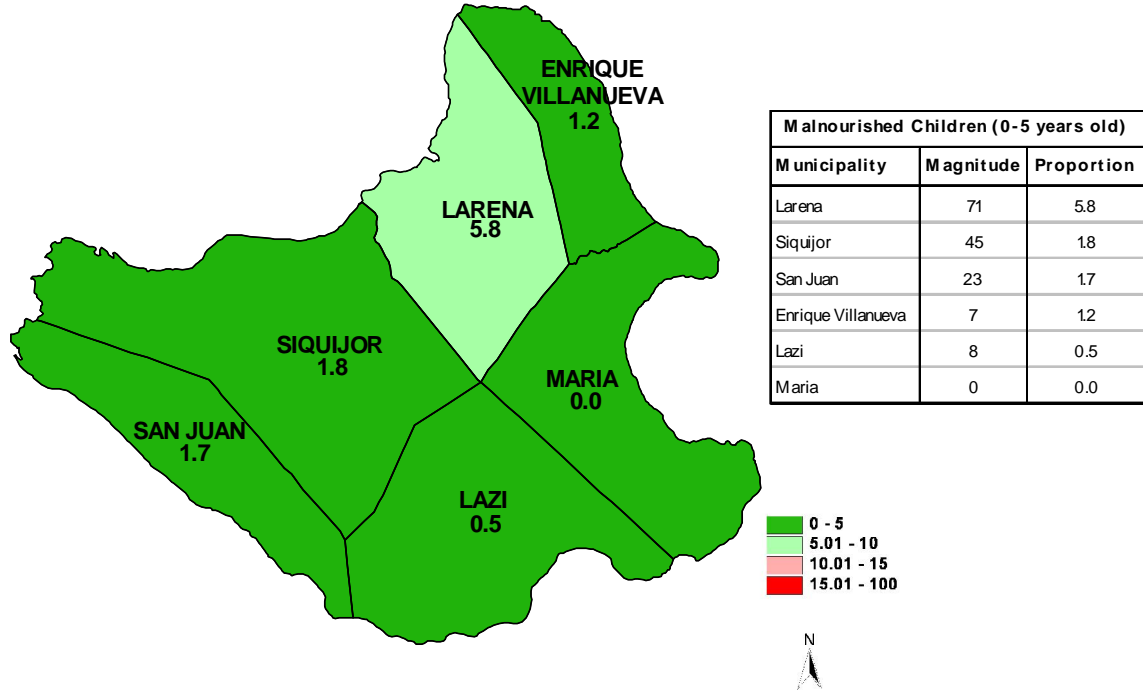 ENRIQUE
VILLANUEVA
1.2
LARENA
5.8
SIQUIJOR
1.8
MARIA
0.0
SAN JUAN
1.7
LAZI
0.5
Malnourished Children (0-5 years old)
Municipality Magnitude Proportion
Larena 71 5.8
Siquijor 45 1.8
San Juan 23 1.7
Enrique Villanueva 7 1.2
Lazi 8 0.5
Maria 0 0.0
0 - 5
5.01 - 10
10.01 - 15
15.01 - 100
N